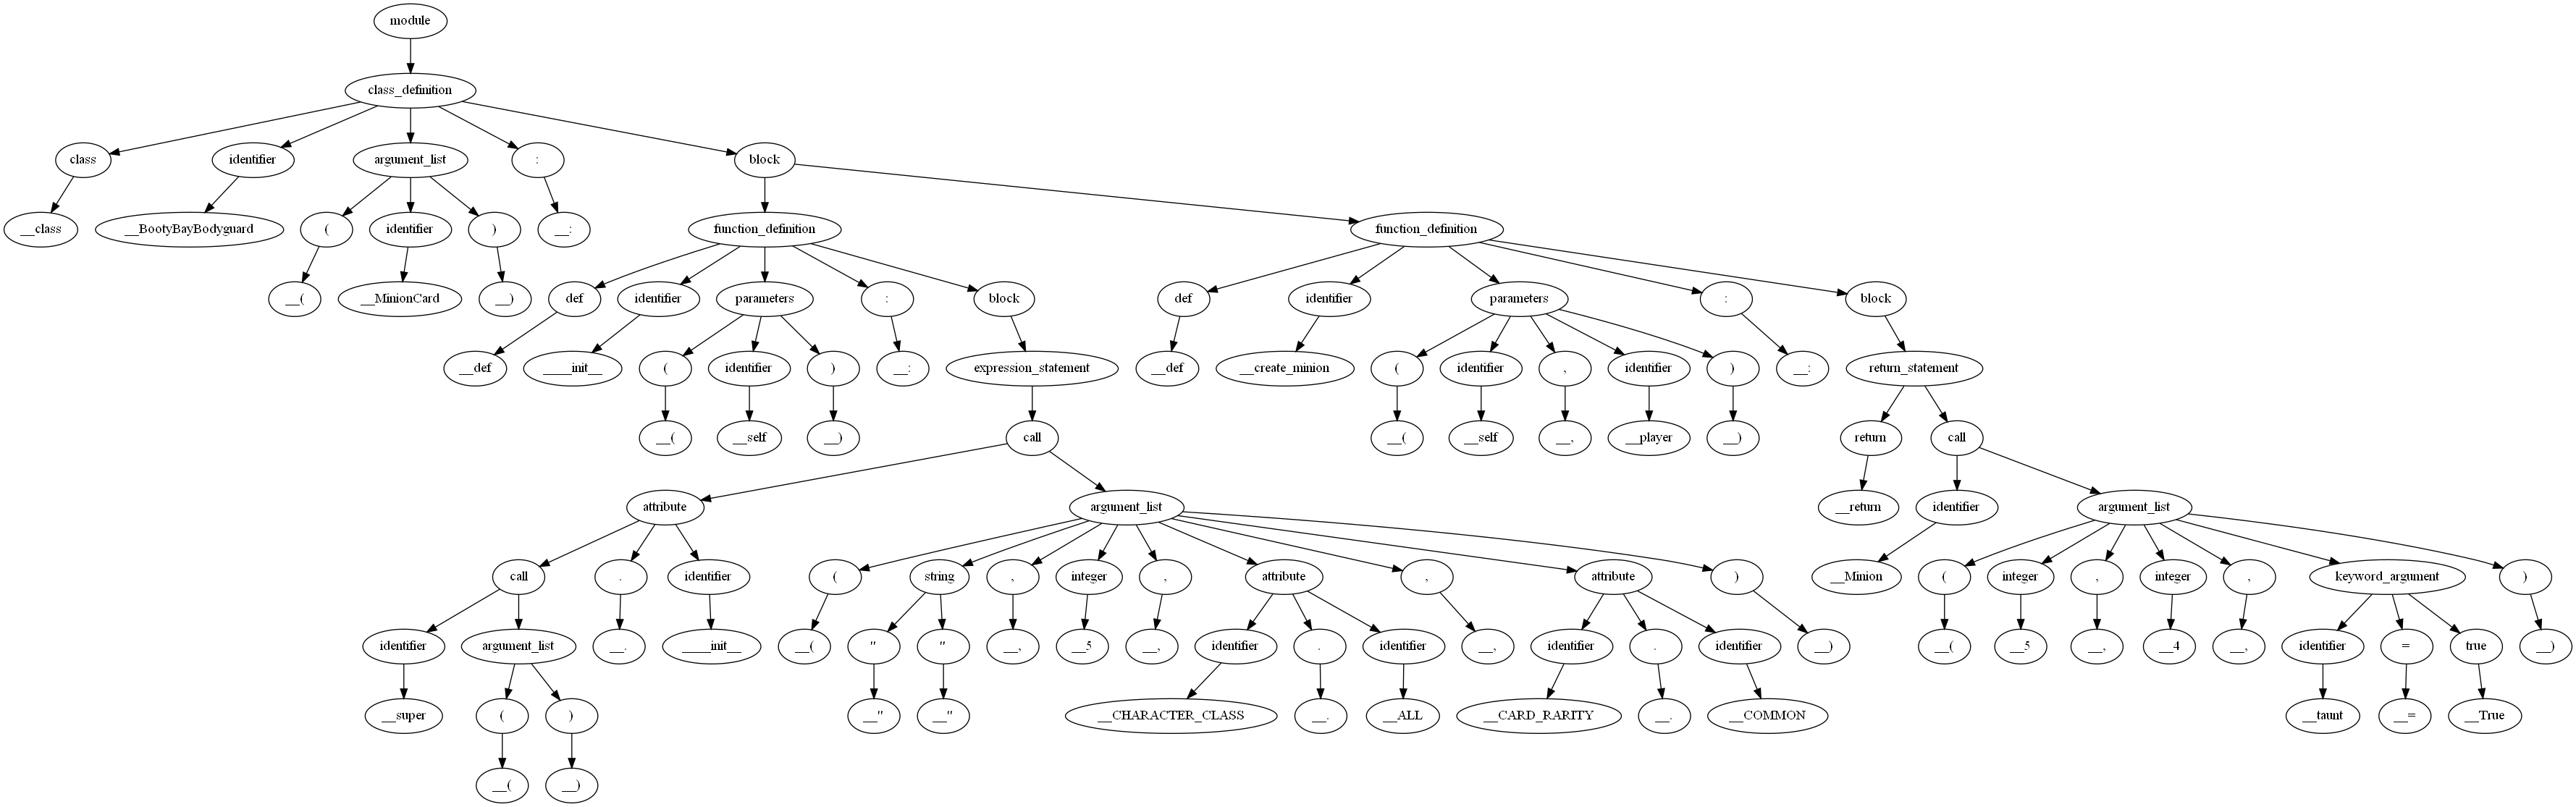 module
class_definition
class identifier argument_list : block
__class __BootyBayBodyguard ( identifier ) __: function_definition function_definition
__( __MinionCard __) def identifier parameters : block def identifier parameters : block
__def ____init__ ( identifier ) __: expression_statement __def __create_minion ( identifier , identifier ) __: return_statement
__( __self __) call __( __self __, __player __) return call
attribute argument_list __return identifier argument_list
call . identifier ( string , integer , attribute , attribute ) __Minion ( integer , integer , keyword_argument )
identifier argument_list __. ____init__ __( " " __, __5 __, identifier . identifier __, identifier . identifier __) __( __5 __, __4 __, identifier = true __)
__super ( ) __" __" __CHARACTER_CLASS __. __ALL __CARD_RARITY __. __COMMON __taunt __= __True
__( __)